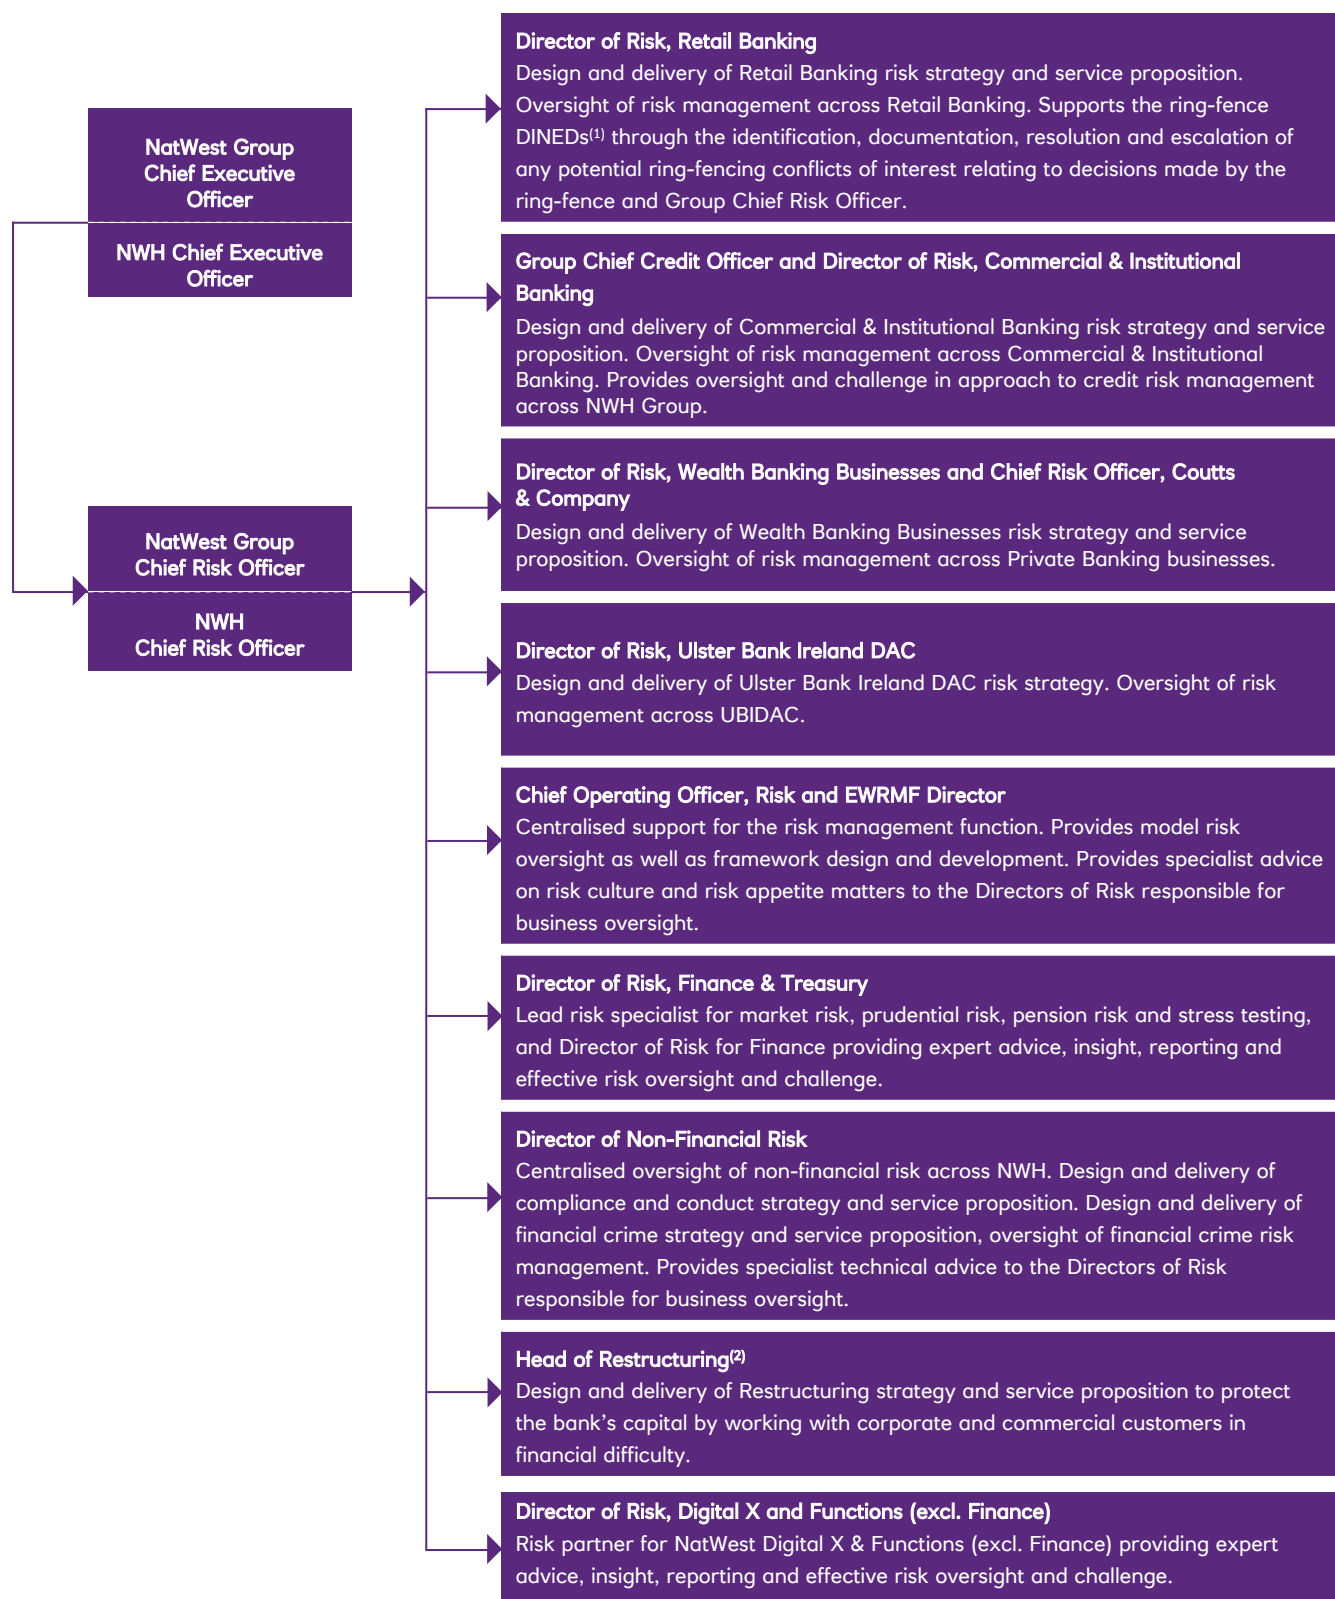 NatWest Group
Chief Executive
Officer
NWH Chief Executive
Officer
NatWest Group
Chief Risk Officer
NWH
Chief Risk Officer
Director of Risk, Retail Banking
Design and delivery of Retail Banking risk strategy and service proposition.
Oversight of risk management across Retail Banking. Supports the ring-fence
DINEDs(1) through the identification, documentation, resolution and escalation of
any potential ring-fencing conflicts of interest relating to decisions made by the
ring-fence and Group Chief Risk Officer.
Group Chief Credit Officer and Director of Risk, Commercial & Institutional
Banking
Design and delivery of Commercial & Institutional Banking risk strategy and service
proposition. Oversight of risk management across Commercial & Institutional
Banking. Provides oversight and challenge in approach to credit risk management
across NWH Group.
Director of Risk, Wealth Banking Businesses and Chief Risk Officer, Coutts
& Company
Design and delivery of Wealth Banking Businesses risk strategy and service
proposition. Oversight of risk management across Private Banking businesses.
Director of Risk, Ulster Bank Ireland DAC
Design and delivery of Ulster Bank Ireland DAC risk strategy. Oversight of risk
management across UBIDAC.
Chief Operating Officer, Risk and EWRMF Director
Centralised support for the risk management function. Provides model risk
oversight as well as framework design and development. Provides specialist advice
on risk culture and risk appetite matters to the Directors of Risk responsible for
business oversight.
Director of Risk, Finance & Treasury
Lead risk specialist for market risk, prudential risk, pension risk and stress testing,
and Director of Risk for Finance providing expert advice, insight, reporting and
effective risk oversight and challenge.
Director of Non-Financial Risk
Centralised oversight of non-financial risk across NWH. Design and delivery of
compliance and conduct strategy and service proposition. Design and delivery of
financial crime strategy and service proposition, oversight of financial crime risk
management. Provides specialist technical advice to the Directors of Risk
responsible for business oversight.
Head of Restructuring(2)
Design and delivery of Restructuring strategy and service proposition to protect
the bank's capital by working with corporate and commercial customers in
financial difficulty.
Director of Risk, Digital X and Functions (excl. Finance)
Risk partner for NatWest Digital X & Functions (excl. Finance) providing expert
advice, insight, reporting and effective risk oversight and challenge.